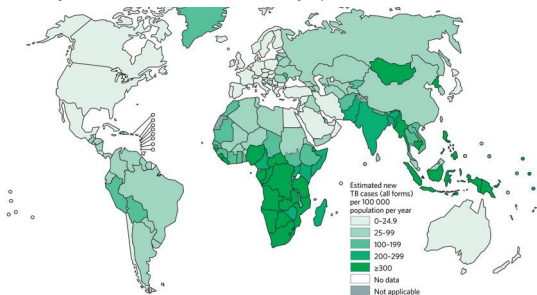 Estimated new
TB cases (all forms)
per 100 000
population per year
0–24.9
25–99
100–199
200–299
≥300
No data
Not applicable